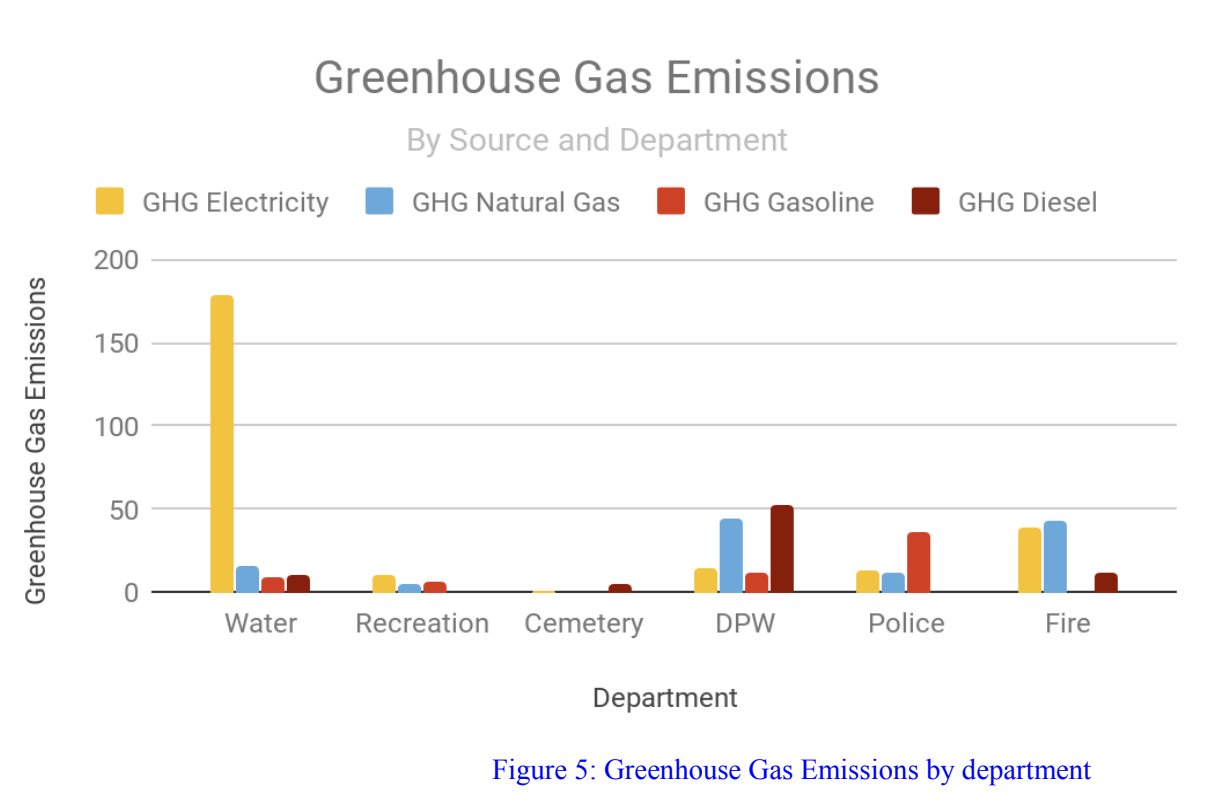 Greenhouse Gas Emissions
By Source and Department
GHG Electricity GHG Natural Gas GHG Gasoline GHG Diesel
Greenhouse Gas Emissions
200
150
100
50
0
Water Recreation Cemetery DPW Police Fire
Department
Figure 5: Greenhouse Gas Emissions by department